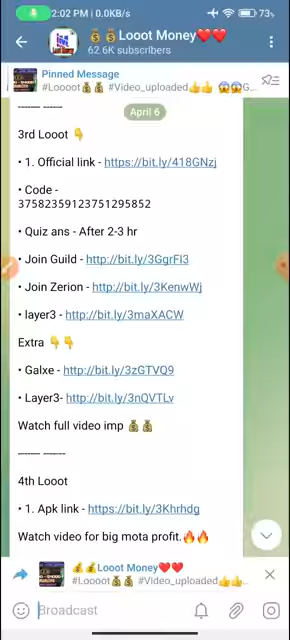 2:02 PM | 0.0KB/s
73%
💰💰Looot Money❤️❤️
62.6K subscribers
Pinned Message
#Loooot💰💰 #Video_uploaded👍👍 😱😱G...
------- ------
April 6
3rd Looot 👇
• 1. Official link - https://bit.ly/418GNzj
• Code -
37582359123751295852
• Quiz ans - After 2-3 hr
• Join Guild - http://bit.ly/3GgrFI3
• Join Zerion - http://bit.ly/3KenwWj
• layer3 - http://bit.ly/3maXACW
Extra 👇👇
• Galxe - http://bit.ly/3zGTVQ9
• Layer3- http://bit.ly/3nQVTLv
Watch full video imp 💰💰
------- -------
4th Looot
• 1. Apk link - https://bit.ly/3Khrhdg
Watch video for big mota profit.🔥🔥
💰💰Looot Money❤️❤️
#Loooot💰💰 #Video_uploaded👍👍...
Broadcast